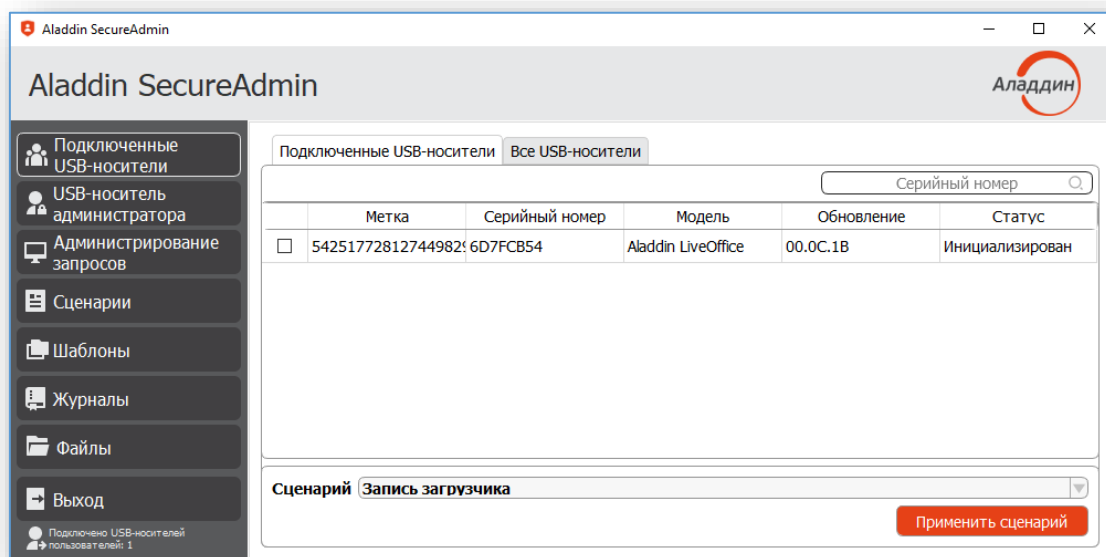 Aladdin SecureAdmin
Aladdin SecureAdmin
Аладдин
Подключенные
USB-носители
USB-носитель
администратора
Администрирование
запросов
Сценарии
Шаблоны
Журналы
Файлы
Выход
Подключено USB-носителей
пользователей: 1
Подключенные USB-носители
Все USB-носители
Серийный номер
Метка Серийный номер Модель Обновление Статус
54251772812744982 6D7FCB54 Aladdin LiveOffice 00.0C.1B Инициализирован
Сценарий Запись загрузчика
Применить сценарий